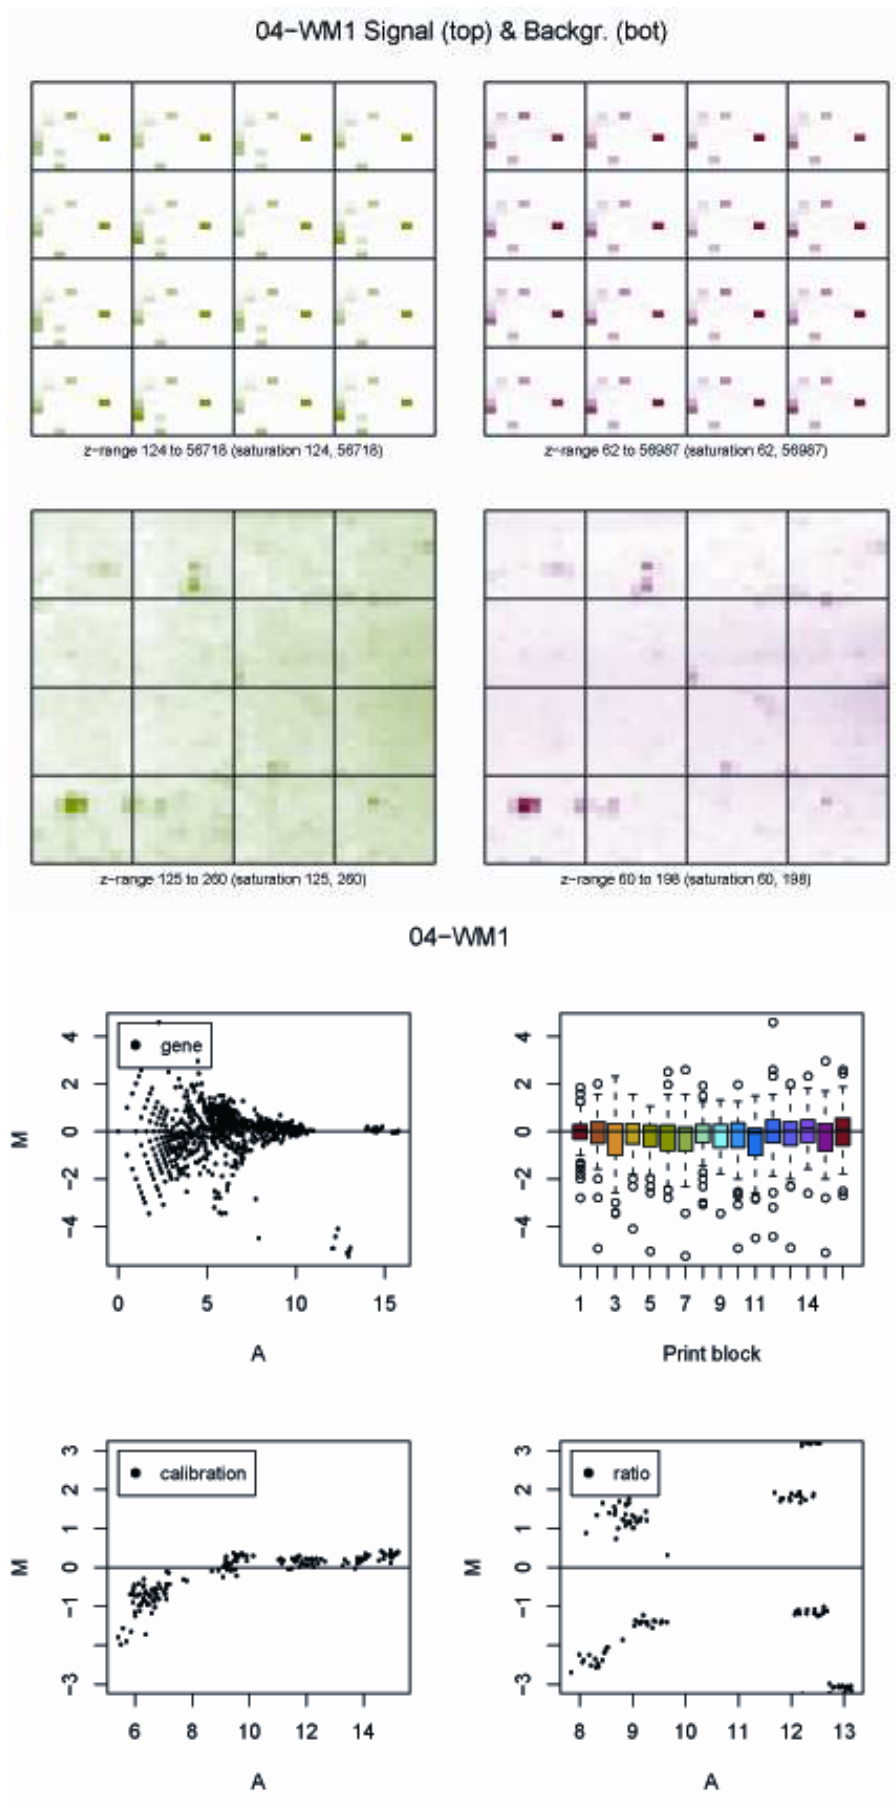 04−WM1 Signal (top) & Backgr. (bot)
z−range 124 to 56718 (saturation 124, 56718)
z−range 62 to 56987 (saturation 62, 56987)
z−range 125 to 260 (saturation 125, 260)
z−range 60 to 198 (saturation 60, 198)
04−WM1
gene
M
4
2
0
−2
−4
0 5 10 15
A
4
2
0
−2
−4
1 3 5 7 9 11 14
Print block
calibration
M
3
2
1
0
−1
−3
6 8 10 12 14
A
ratio
M
3
2
1
0
−1
−3
8 9 10 11 12 13
A